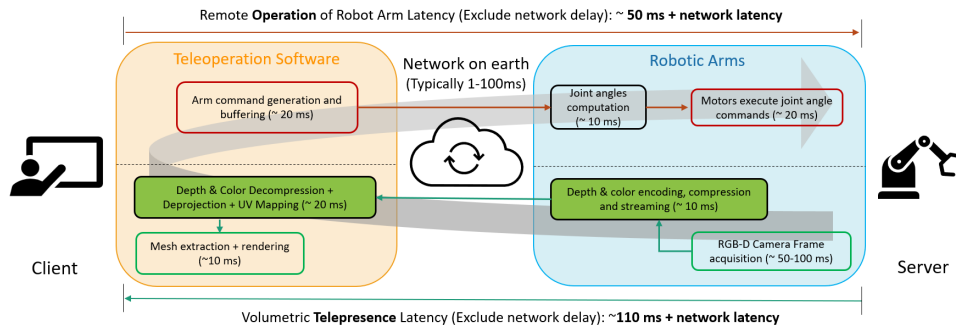 Remote Operation of Robot Arm Latency (Exclude network delay): ~ 50 ms + network latency
Teleoperation Software
Network on earth
(Typically 1-100ms)
Robotic Arms
Arm command generation and
buffering (~ 20 ms)
Joint angles
computation
(~ 10 ms)
Motors execute joint angle
commands (~ 20 ms)
Depth & Color Decompression +
Deprojection + UV Mapping (~ 20 ms)
Depth & color encoding, compression
and streaming (~ 10 ms)
Mesh extraction + rendering
(~10 ms)
RGB-D Camera Frame
acquisition (~ 50-100 ms)
Client
Server
Volumetric Telepresence Latency (Exclude network delay): ~110 ms + network latency